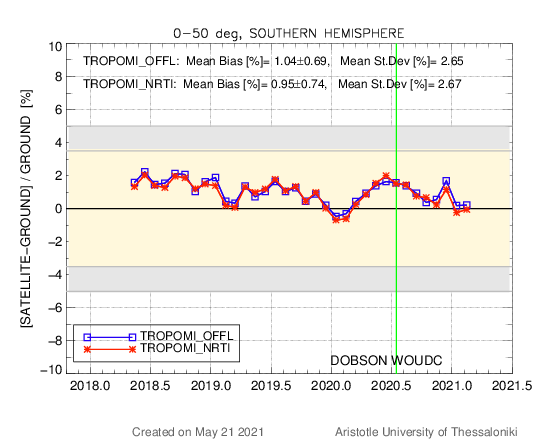 0-50 deg, SOUTHERN HEMISPHERE
TROPOMI_OFFL: Mean Bias [%]= 1.04±0.69, Mean St.Dev [%]= 2.65
TROPOMI_NRTI: Mean Bias [%]= 0.95±0.74, Mean St.Dev [%]= 2.67
[SATELLITE-GROUND] / GROUND [%]
10
8
6
4
2
0
−2
−4
−6
−8
−10
TROPOMI_OFFL
TROPOMI_NRTI
DOBSON WOUDC
2018.0 2018.5 2019.0 2019.5 2020.0 2020.5 2021.0 2021.5
Created on May 21 2021 Aristotle University of Thessaloniki